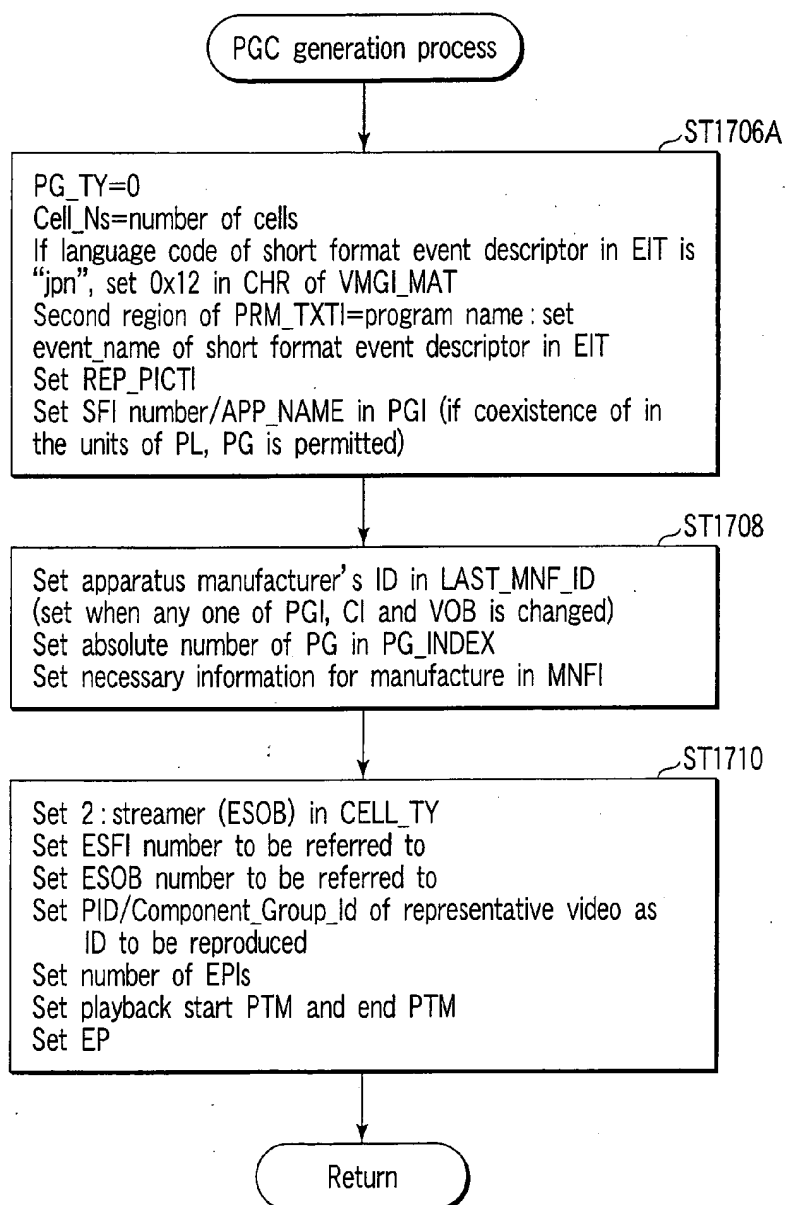 PGC generation process
ST1706A
PG_TY=0
Cell_Ns=number of cells
If language code of short format event descriptor in EIT is
“jpn”, set 0x12 in CHR of VMGI_MAT
Second region of PRM_TXTI=program name : set
event_name of short format event descriptor in EIT
Set REP_PICTI
Set SFI number/APP_NAME in PGI (if coexistence of in
the units of PL, PG is permitted)
ST1708
Set apparatus manufacturer's ID in LAST_MNF_ID
(set when any one of PGI, CI and VOB is changed)
Set absolute number of PG in PG_INDEX
Set necessary information for manufacture in MNFI
ST1710
Set 2 : streamer (ESOB) in CELL_TY
Set ESFI number to be referred to
Set ESOB number to be referred to
Set PID/Component_Group_Id of representative video as
ID to be reproduced
Set number of EPIs
Set playback start PTM and end PTM
Set EP
Return